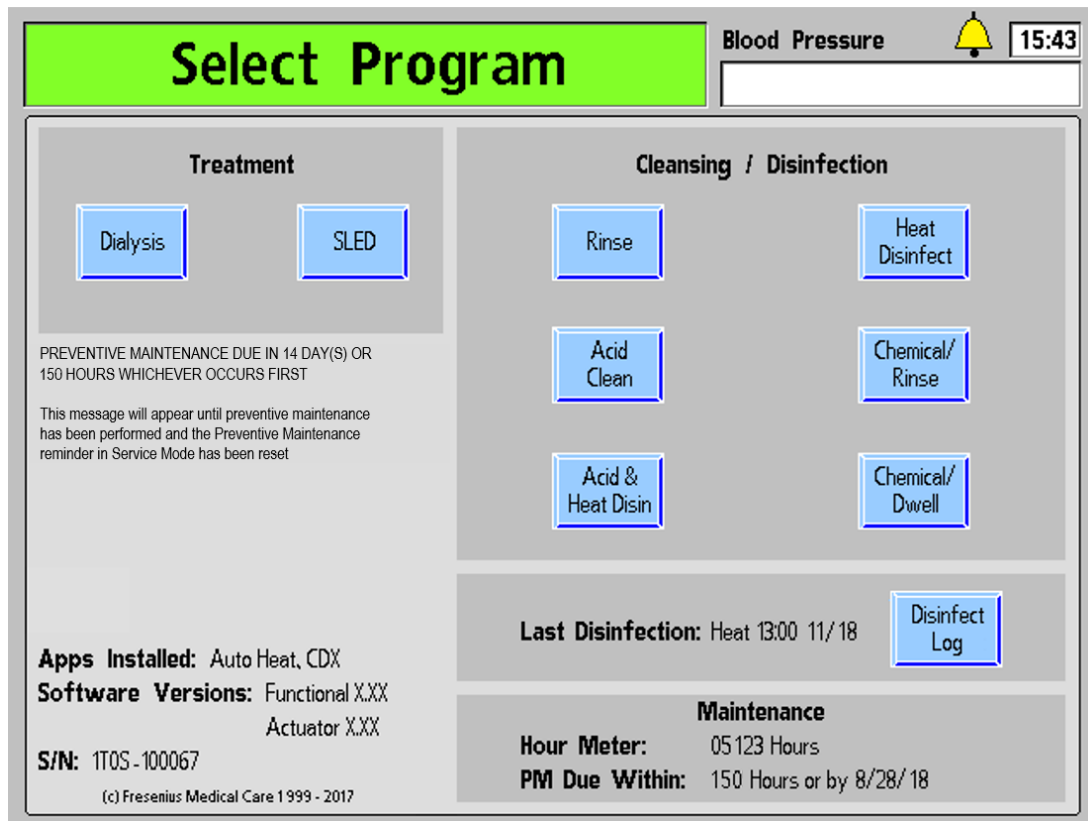 Select Program
Blood Pressure
15:43
Treatment
Dialysis
SLED
PREVENTIVE MAINTENANCE DUE IN 14 DAY(S) OR
150 HOURS WHICHEVER OCCURS FIRST
This message will appear until preventive maintenance
has been performed and the Preventive Maintenance
reminder in Service Mode has been reset
Apps Installed: Auto Heat, CDX
Software Versions: Functional X.XX
Actuator X.XX
S/N: 1T0S-100067
(c) Fresenius Medical Care 1999 - 2017
Cleansing / Disinfection
Rinse
Heat
Disinfect
Acid
Clean
Chemical/
Rinse
Acid &
Heat Disin
Chemical/
Dwell
Last Disinfection: Heat 13:00 11/18
Disinfect
Log
Maintenance
Hour Meter: 05123 Hours
PM Due Within: 150 Hours or by 8/28/18